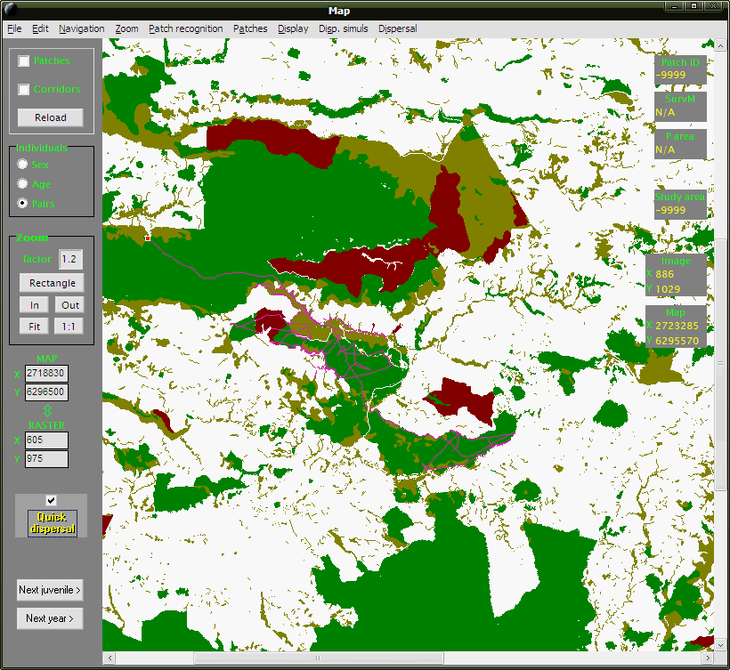 Map
File Edit Navigation Zoom Patch recognition Patches Display Disp. simuls Dispersal
Patches
Corridors
Reload
Individuals
Sex
Age
Pairs
Zoom
factor 1.2
Rectangle
In Out
Fit 1:1
MAP
X 2718830
Y 6296500
RASTER
X 605
Y 975
Quick
dispersal
Next juvenile >
Next year >
Patch ID
-9999
SurvM
N/A
P area
N/A
Study area
-9999
Image
X 886
Y 1029
Map
X 2723285
Y 6295570